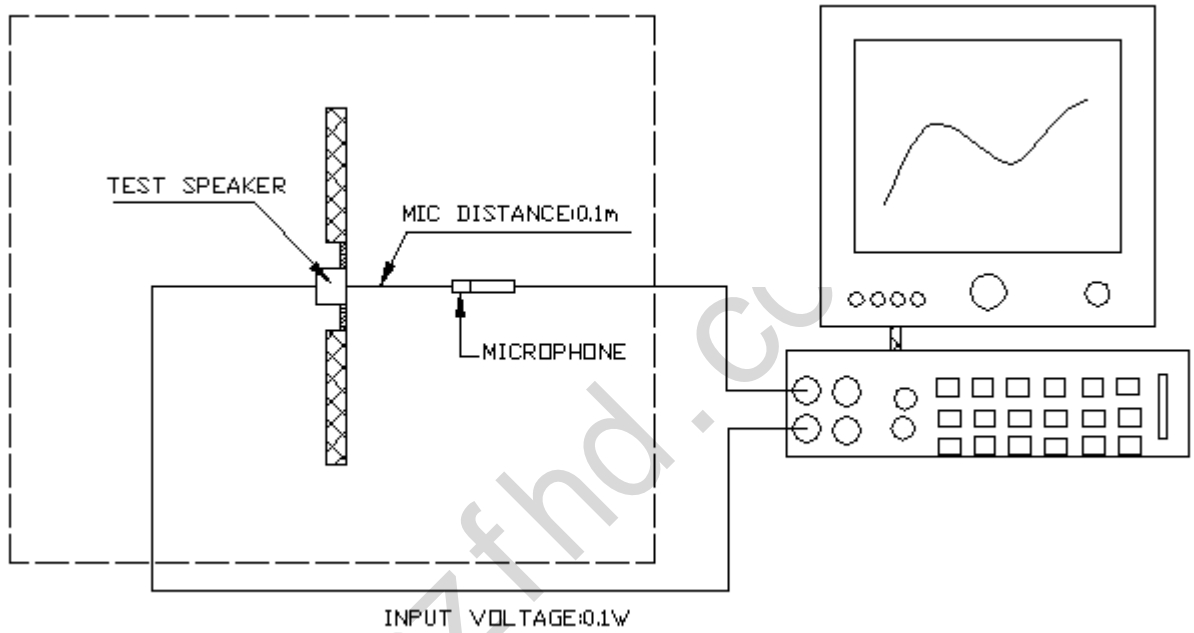 TEST SPEAKER
MIC DISTANCE:0.1m
MICROPHONE
INPUT VOLTAGE:0.1W